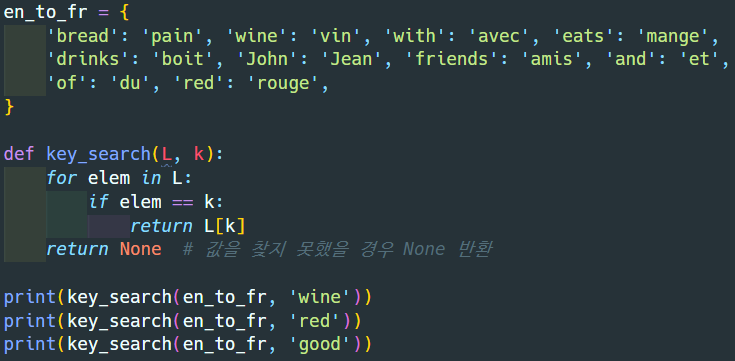 en_to_fr = {
    'bread': 'pain', 'wine': 'vin', 'with': 'avec', 'eats': 'mange',
    'drinks': 'boit', 'John': 'Jean', 'friends': 'amis', 'and': 'et',
    'of': 'du', 'red': 'rouge',
}
def key_search(L, k):
    for elem in L:
        if elem == k:
            return L[k]
    return None  # 값을 찾지 못했을 경우 None 반환
print(key_search(en_to_fr, 'wine'))
print(key_search(en_to_fr, 'red'))
print(key_search(en_to_fr, 'good'))